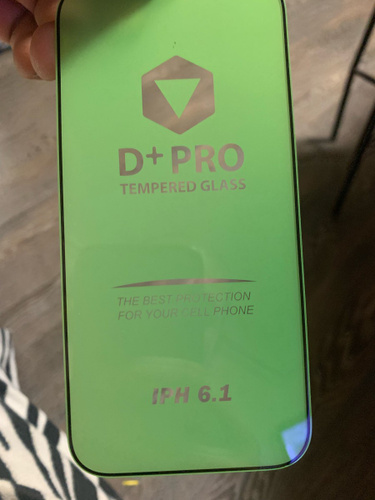 D+ PRO
TEMPERED GLASS
THE BEST PROTECTION
FOR YOUR CELL PHONE
IPH 6.1